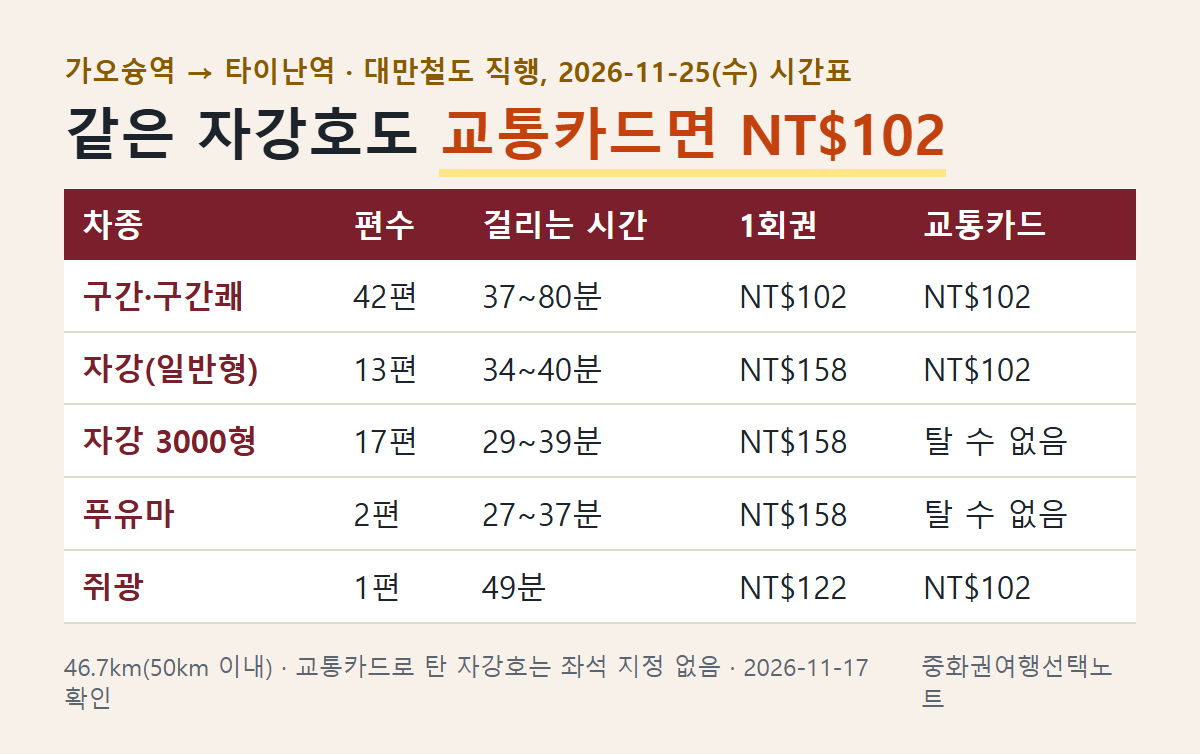 가오슝역 → 타이난역 · 대만철도 직행, 2026-11-25(수) 시간표
같은 자강호도 교통카드면 NT$102
차종 편수 걸리는 시간 1회권 교통카드
구간·구간쾌 42편 37~80분 NT$102 NT$102
자강(일반형) 13편 34~40분 NT$158 NT$102
자강 3000형 17편 29~39분 NT$158 탈 수 없음
푸유마 2편 27~37분 NT$158 탈 수 없음
쥐광 1편 49분 NT$122 NT$102
46.7km(50km 이내) · 교통카드로 탄 자강호는 좌석 지정 없음 · 2026-11-17
확인
중화권여행선택노
트